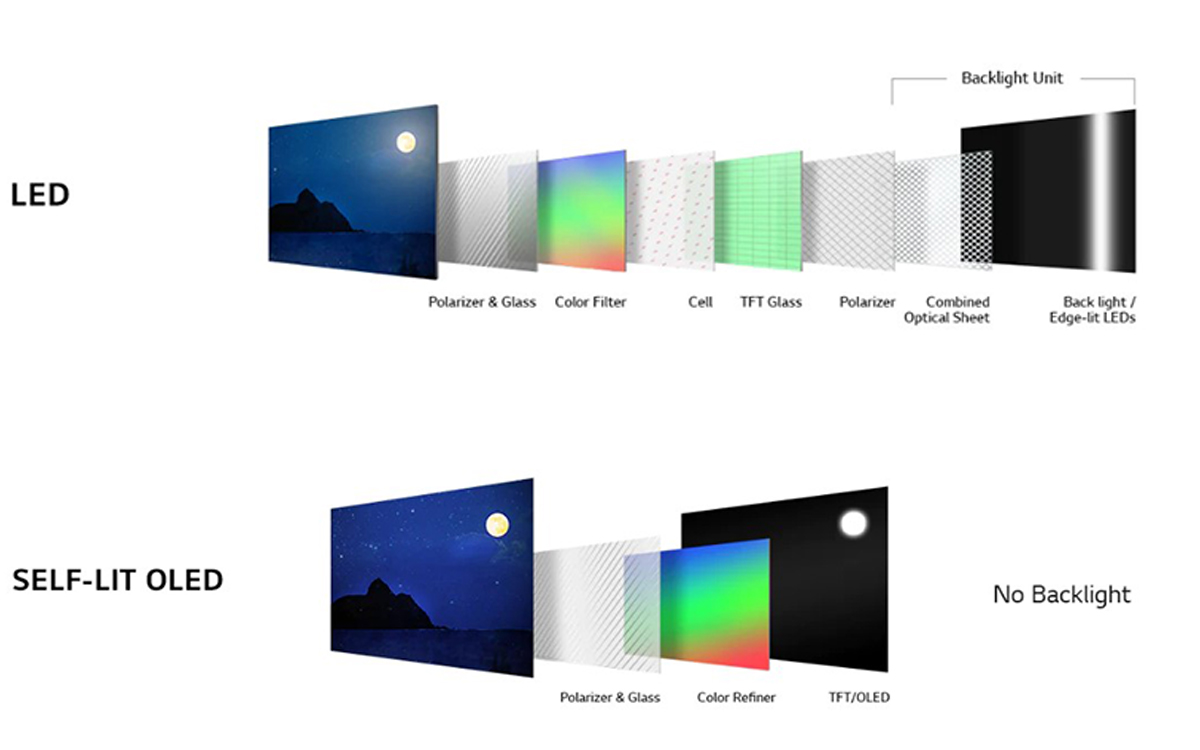 Backlight Unit
LED
Polarizer & Glass
Color Filter
Cell
TFT Glass
Polarizer
Combined
Optical Sheet
Back light /
Edge-lit LEDs
SELF-LIT OLED
No Backlight
Polarizer & Glass
Color Refiner
TFT/OLED